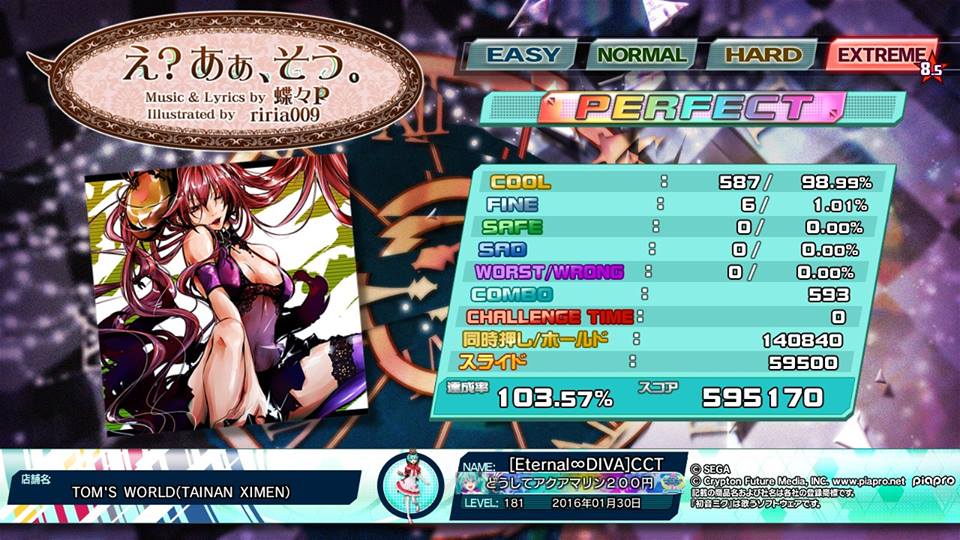 え？あぁ、そう。
Music & Lyrics by 蝶々P
Illustrated by riria009
EASY NORMAL HARD EXTREME
8.5
PERFECT
COOL : 587/ 98.99%
FINE : 6/ 1.01%
SAFE : 0/ 0.00%
SAD : 0/ 0.00%
WORST/WRONG : 0/ 0.00%
COMBO : 593
CHALLENGE TIME : 0
同時押し/ホールド : 140840
スライド : 59500
達成率 103.57% スコア 595170
店舗名
TOM'S WORLD(TAINAN XIMEN)
NAME: [Eternal∞DIVA]CCT
どうしてアクアマリン２００円
LEVEL: 181 2016年01月30日
© SEGA
© Crypton Future Media, INC. www.piapro.net piapro
記載の商品名および社名は各社の登録商標です。
「初音ミク」は歌うソフトウェアです。